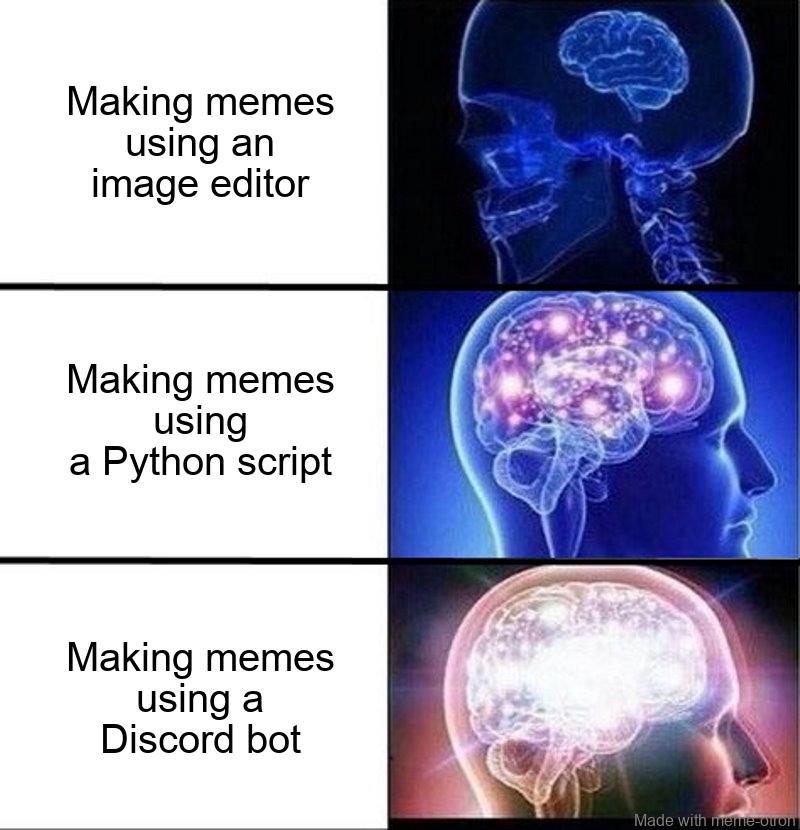 Making memes
using an
image editor
Making memes
using
a Python script
Making memes
using a
Discord bot
Made with meme-otron